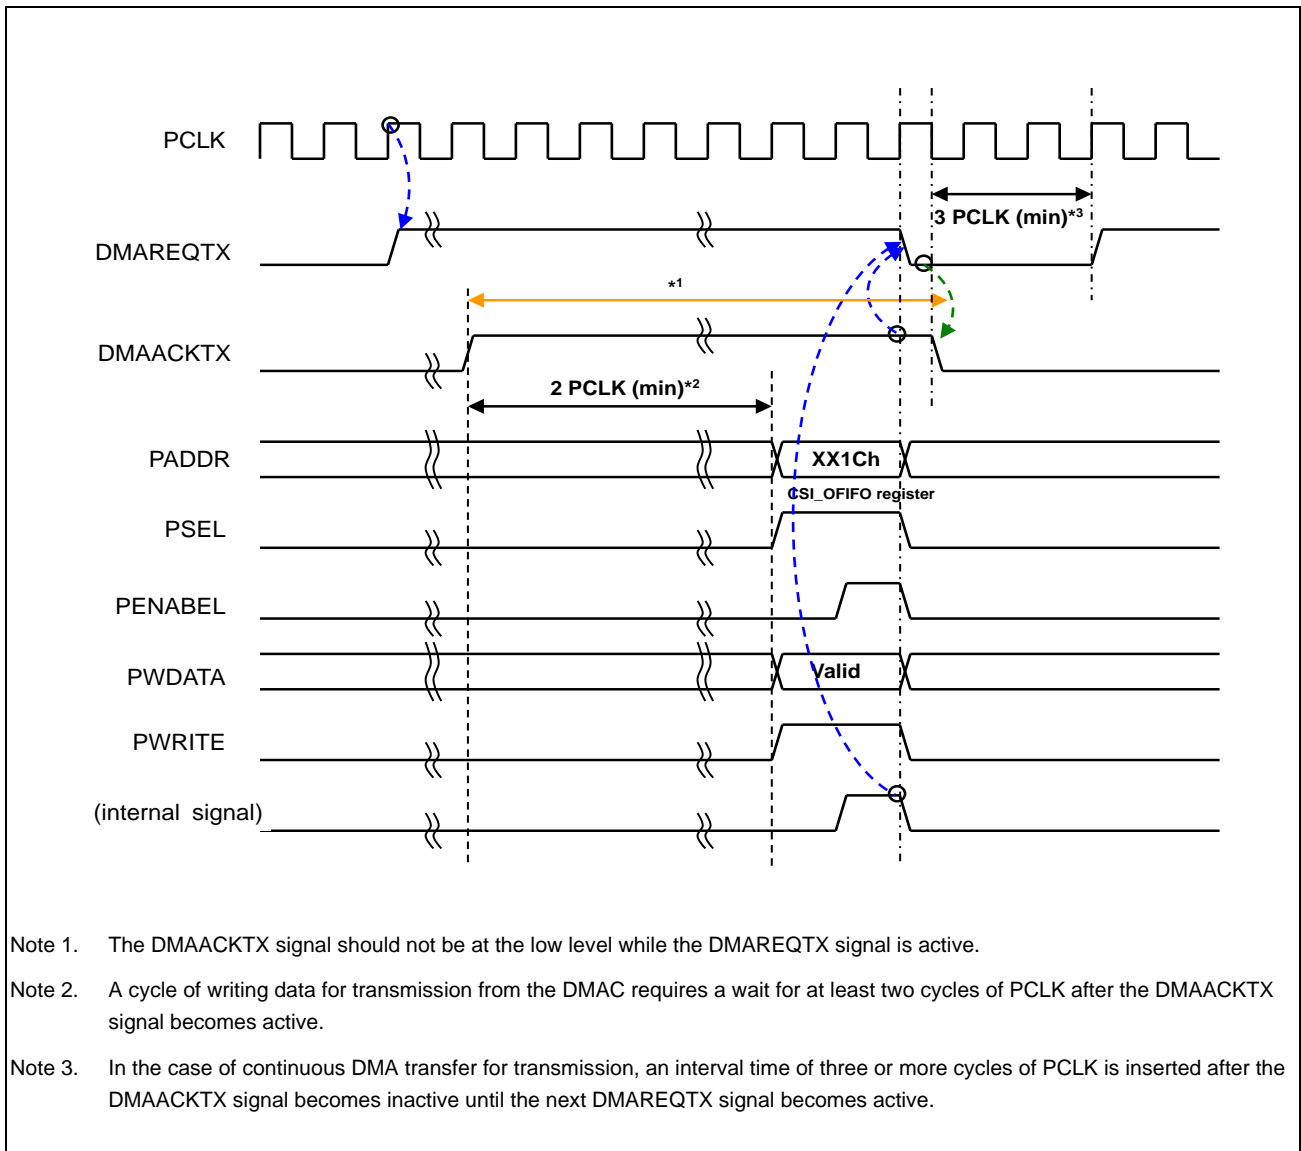 PCLK
3 PCLK (min)*3
DMAREQTX
*1
DMAACKTX
2 PCLK (min)*2
PADDR
XX1Ch
CSI_OFIFO register
PSEL
PENABEL
PWDATA
Valid
PWRITE
(internal signal)
Note 1. The DMAACKTX signal should not be at the low level while the DMAREQTX signal is active.
Note 2. A cycle of writing data for transmission from the DMAC requires a wait for at least two cycles of PCLK after the DMAACKTX
signal becomes active.
Note 3. In the case of continuous DMA transfer for transmission, an interval time of three or more cycles of PCLK is inserted after the
DMAACKTX signal becomes inactive until the next DMAREQTX signal becomes active.